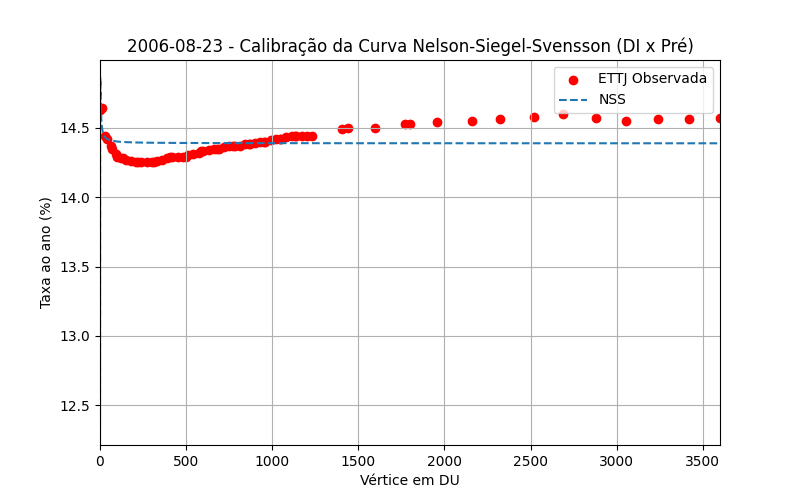 2006-08-23 - Calibração da Curva Nelson-Siegel-Svensson (DI x Pré)
ETTJ Observada
NSS
Taxa ao ano (%)
14.5
14.0
13.5
13.0
12.5
0 500 1000 1500 2000 2500 3000 3500
Vértice em DU